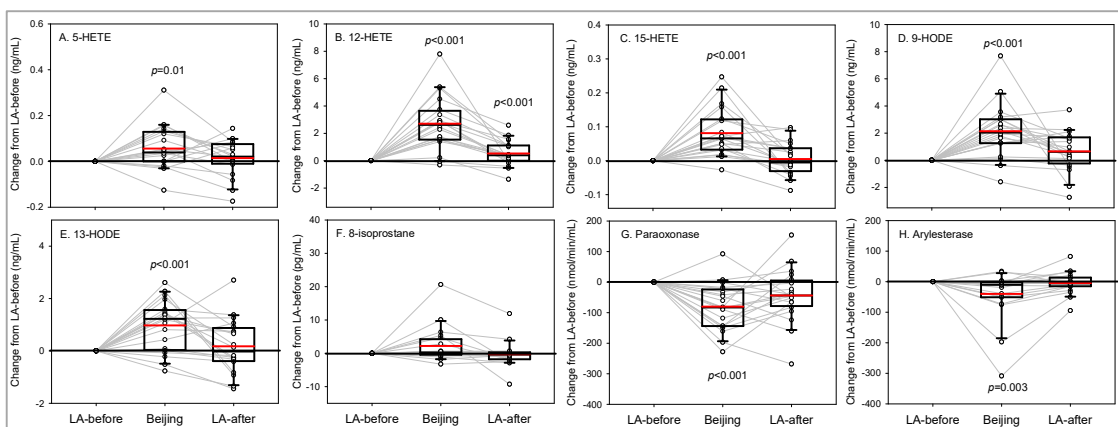 Change from LA-before (ng/mL)
0.6
0.4
0.2
0.0
-0.2
A. 5-HETE
p=0.01
Change from LA-before (ng/mL)
10
8
6
4
2
0
-2
B. 12-HETE
p<0.001
p<0.001
Change from LA-before (ng/mL)
0.4
0.3
0.2
0.1
0.0
-0.1
C. 15-HETE
p<0.001
Change from LA-before (ng/mL)
10
8
6
4
2
0
-2
D. 9-HODE
p<0.001
Change from LA-before (ng/mL)
4
2
0
-2
E. 13-HODE
p<0.001
LA-before Beijing LA-after
Change from LA-before (pg/mL)
40
30
20
10
0
-10
F. 8-isoprostane
LA-before Beijing LA-after
Change from LA-before (nmol/min/mL)
200
100
0
-100
-200
-300
-400
G. Paraoxonase
p<0.001
LA-before Beijing LA-after
Change from LA-before (nmol/min/mL)
200
100
0
-100
-200
-300
-400
H. Arylesterase
p=0.003
LA-before Beijing LA-after